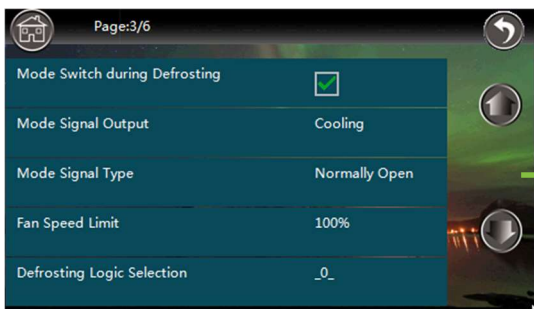 Page:3/6
Mode Switch during Defrosting
Mode Signal Output Cooling
Mode Signal Type Normally Open
Fan Speed Limit 100%
Defrosting Logic Selection _0_